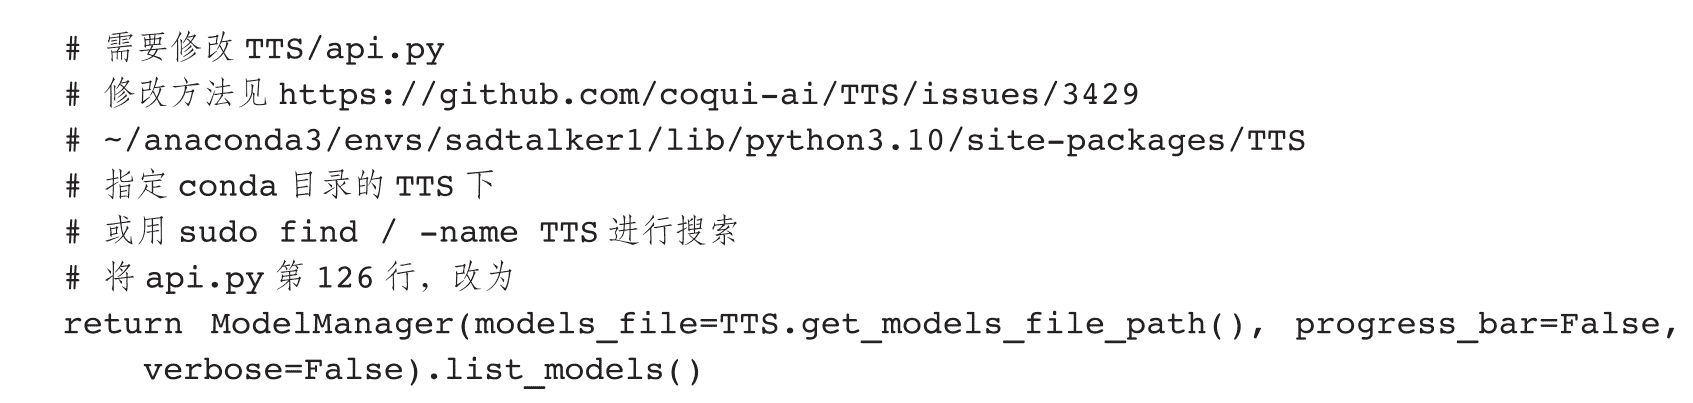 # 需要修改 TTS/api.py
# 修改方法见 https://github.com/coqui-ai/TTS/issues/3429
# ~/anaconda3/envs/sadtalker1/lib/python3.10/site-packages/TTS
# 指定 conda 目录的 TTS 下
# 或用 sudo find / -name TTS 进行搜索
# 将 api.py 第 126 行，改为
return ModelManager(models_file=TTS.get_models_file_path(), progress_bar=False,
    verbose=False).list_models()